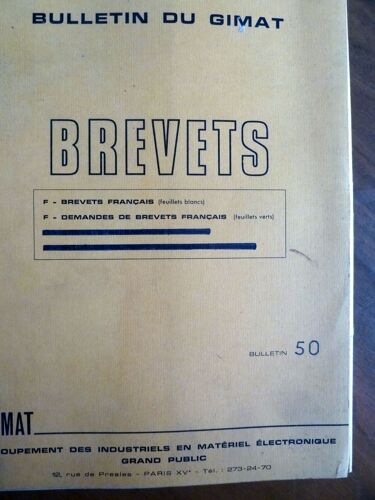 BULLETIN DU GIMAT
BREVETS
F - BREVETS FRANÇAIS (feuillets blancs)
F - DEMANDES DE BREVETS FRANÇAIS (feuillets verts)
BULLETIN 50
MAT
OUPEMENT DES INDUSTRIELS EN MATÉRIEL ÉLECTRONIQUE
GRAND PUBLIC
12, rue de Presles - PARIS XVe - Tél. : 273-24-70